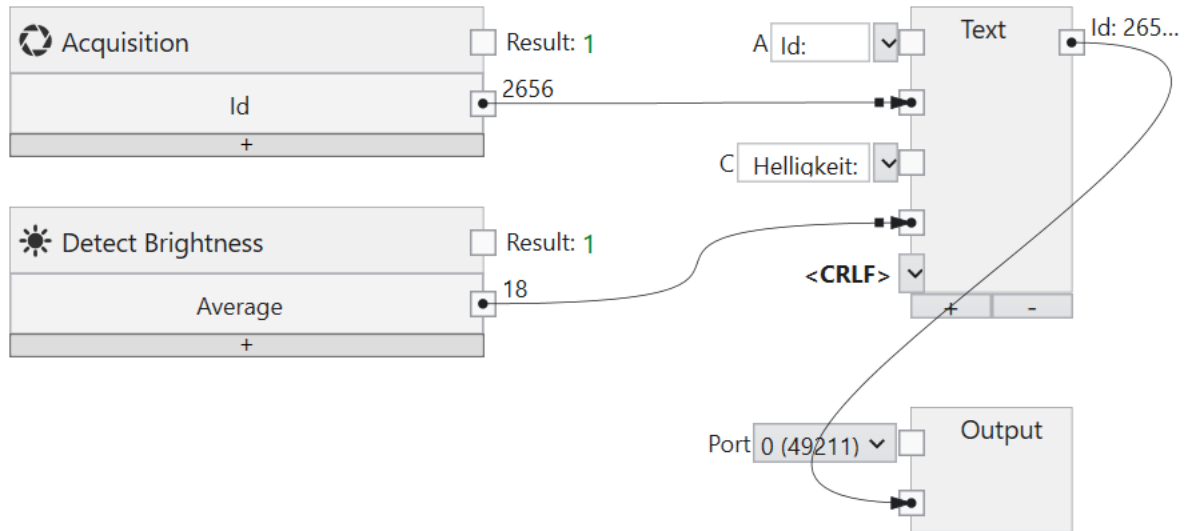 Acquisition
Result: 1
Id
2656
+
Detect Brightness
Result: 1
Average
18
+
A Id:
C Helligkeit:
<CRLF>
Text
Id: 265...
+ -
Port 0 (49211)
Output